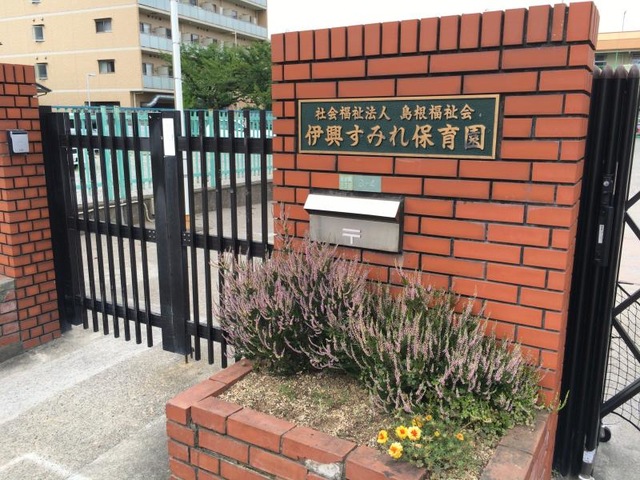 社会福祉法人 島根福祉会
伊興すみれ保育園
〒